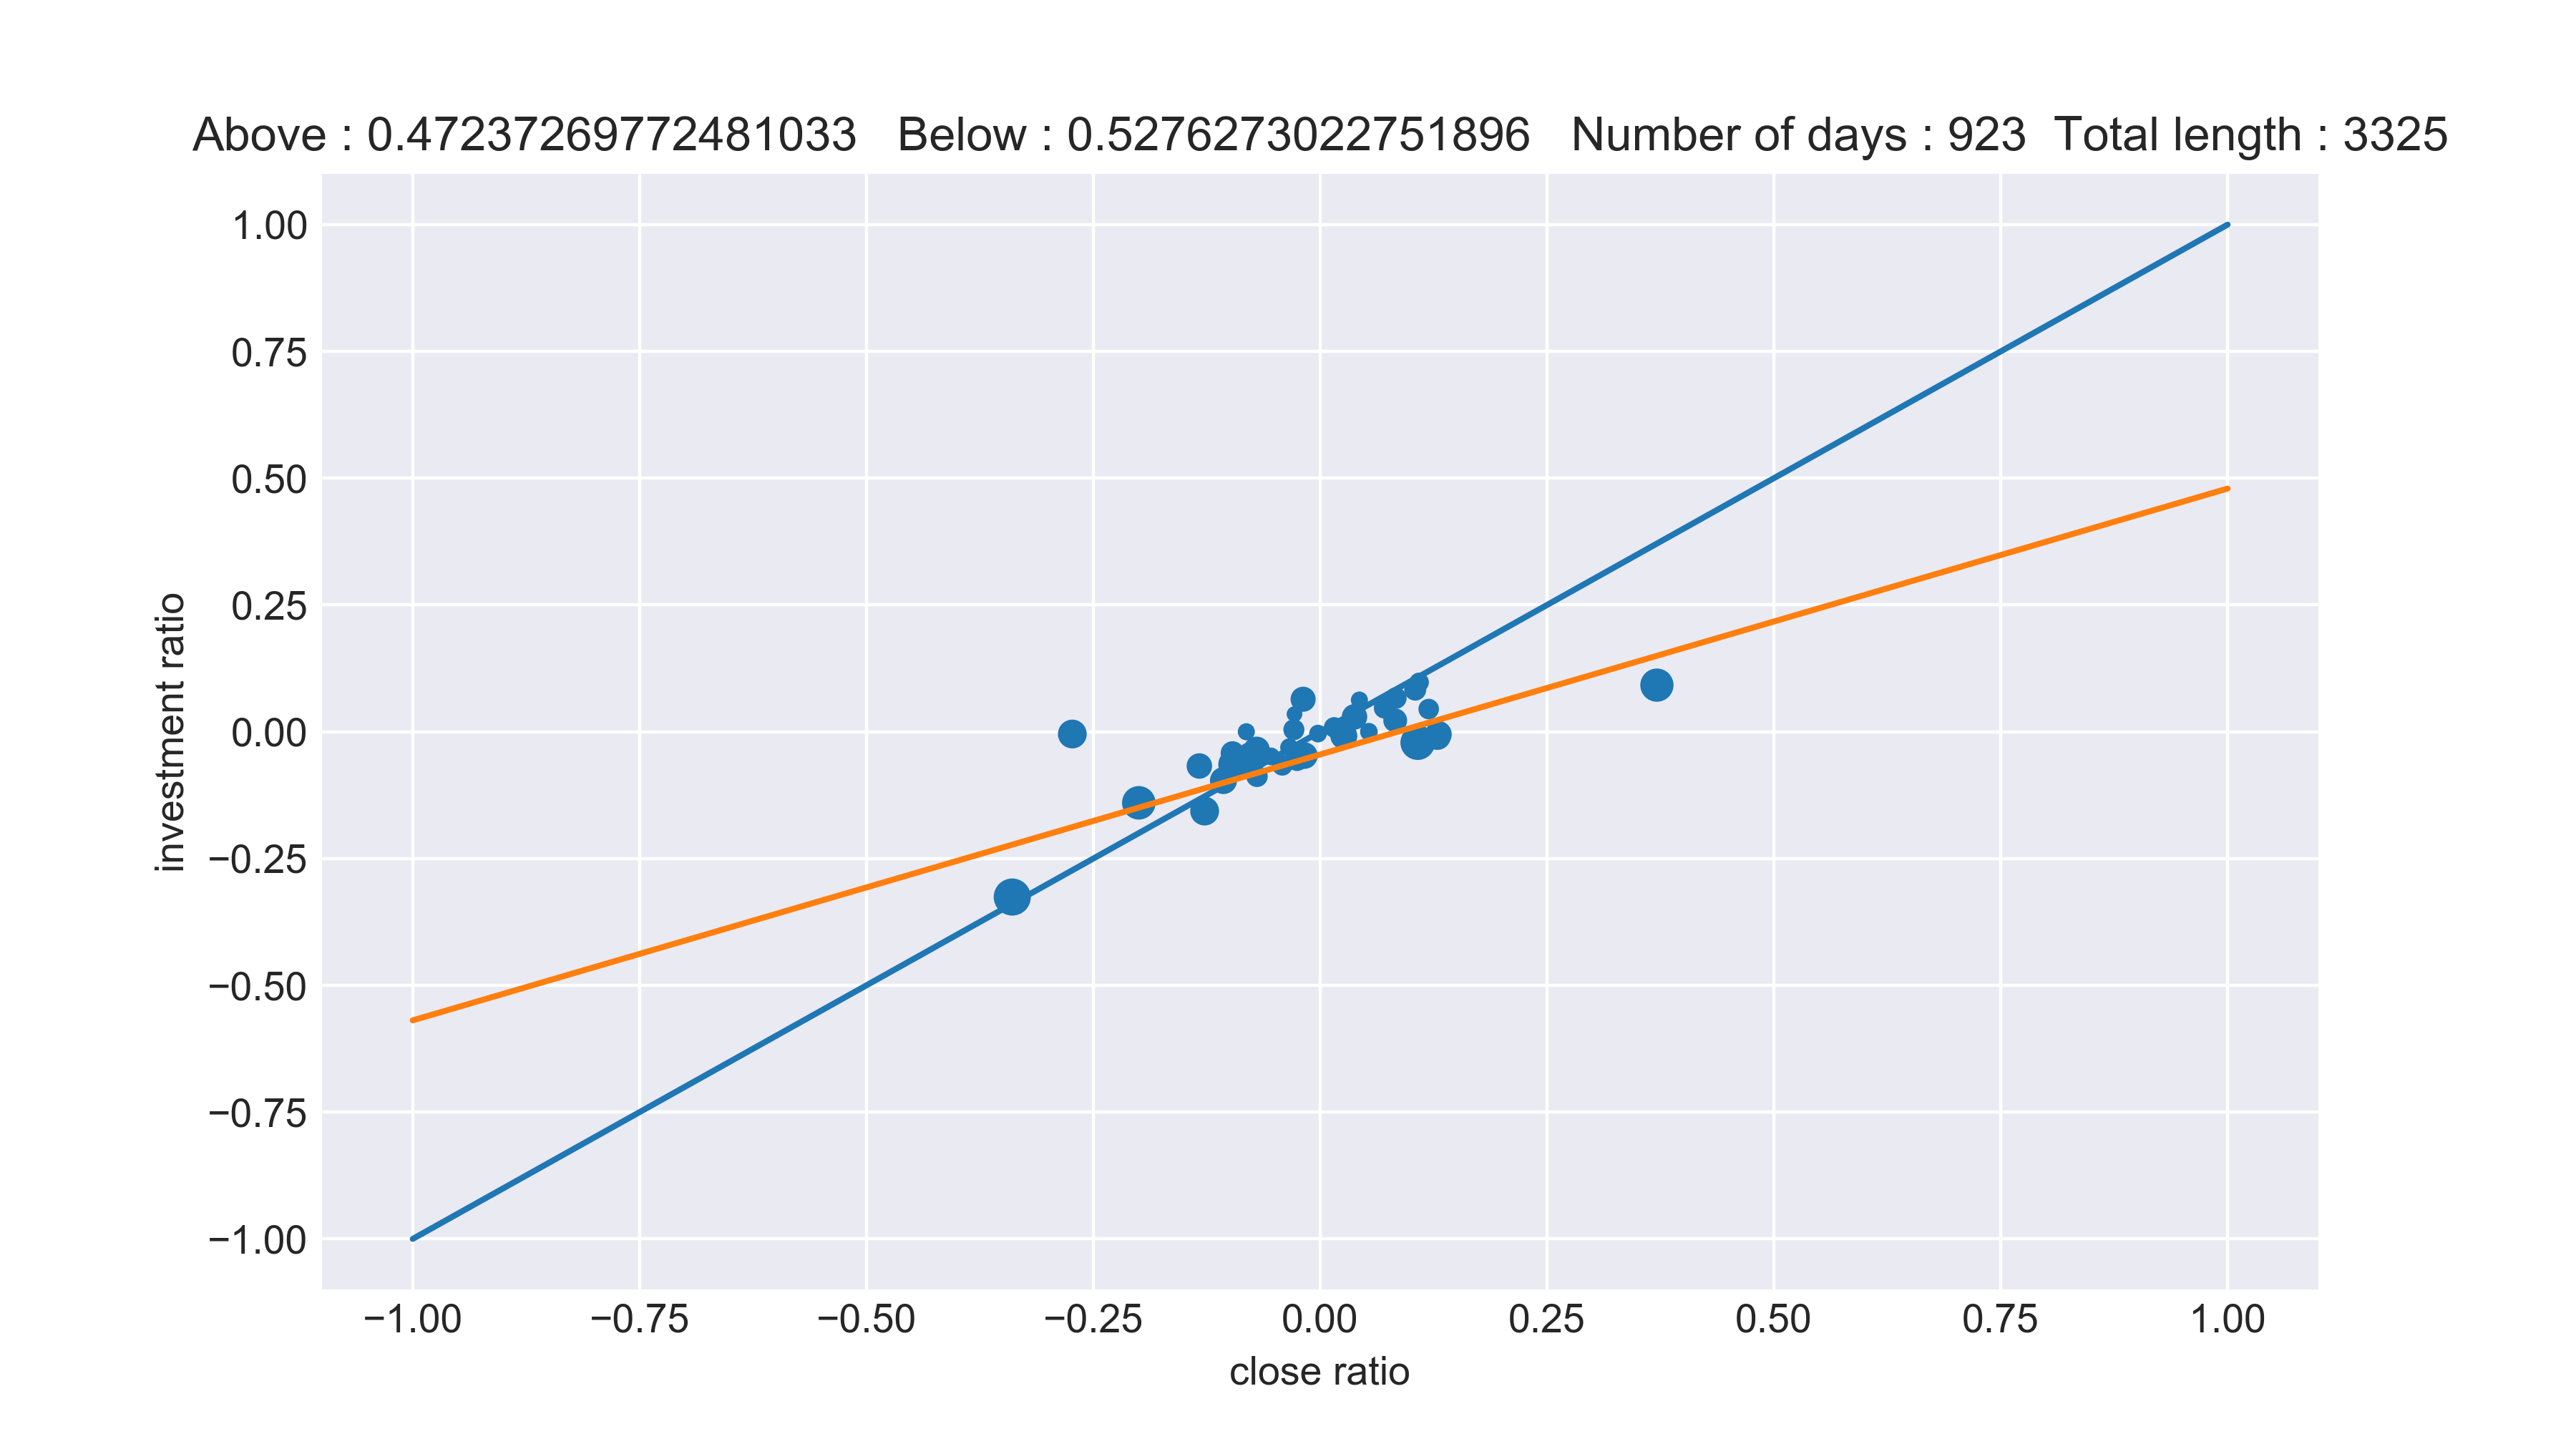 Above : 0.47237269772481033   Below : 0.5276273022751896   Number of days : 923  Total length : 3325
1.00
0.75
0.50
0.25
0.00
−0.25
−0.50
−0.75
−1.00
investment ratio
−1.00 −0.75 −0.50 −0.25 0.00 0.25 0.50 0.75 1.00
close ratio